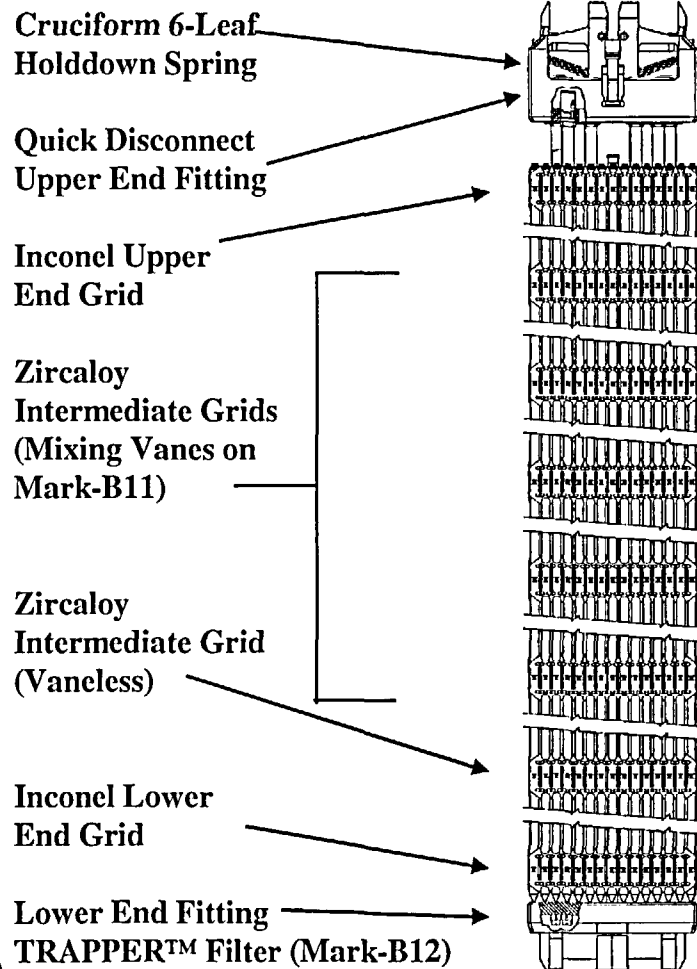 Cruciform 6-Leaf
Holddown Spring
Quick Disconnect
Upper End Fitting
Inconel Upper
End Grid
Zircaloy
Intermediate Grids
(Mixing Vanes on
Mark-B11)
Zircaloy
Intermediate Grid
(Vaneless)
Inconel Lower
End Grid
Lower End Fitting
TRAPPER™ Filter (Mark-B12)